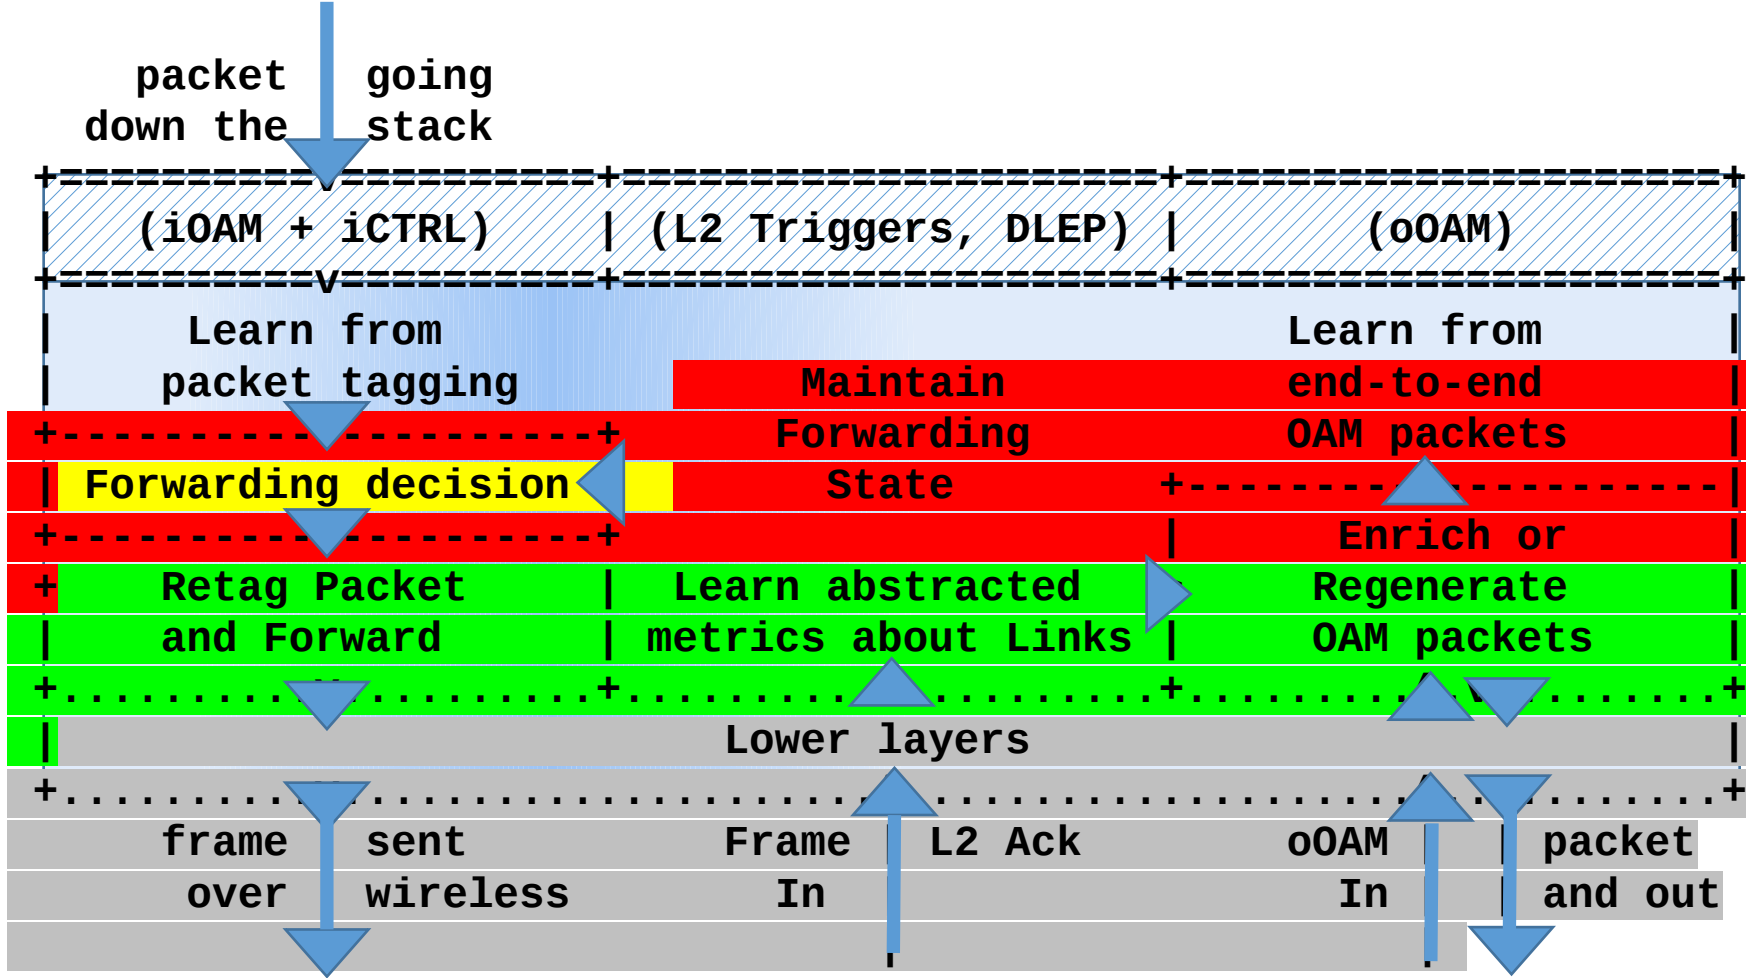 packet going
down the stack
+=====================+=====================+=====================+
| (iOAM + iCTRL) | (L2 Triggers, DLEP) | (oOAM) |
+==========v==========+=====================+=====================+
| Learn from Learn from |
| packet tagging Maintain end-to-end |
+---------------------+ Forwarding OAM packets |
| Forwarding decision State +---------------------|
+---------------------+ | Enrich or |
+ Retag Packet | Learn abstracted Regenerate |
| and Forward | metrics about Links | OAM packets |
+.....................+.....................+.....................+
| Lower layers |
+.................................................................+
frame sent Frame | L2 Ack oOAM | | packet
over wireless In In | | and out